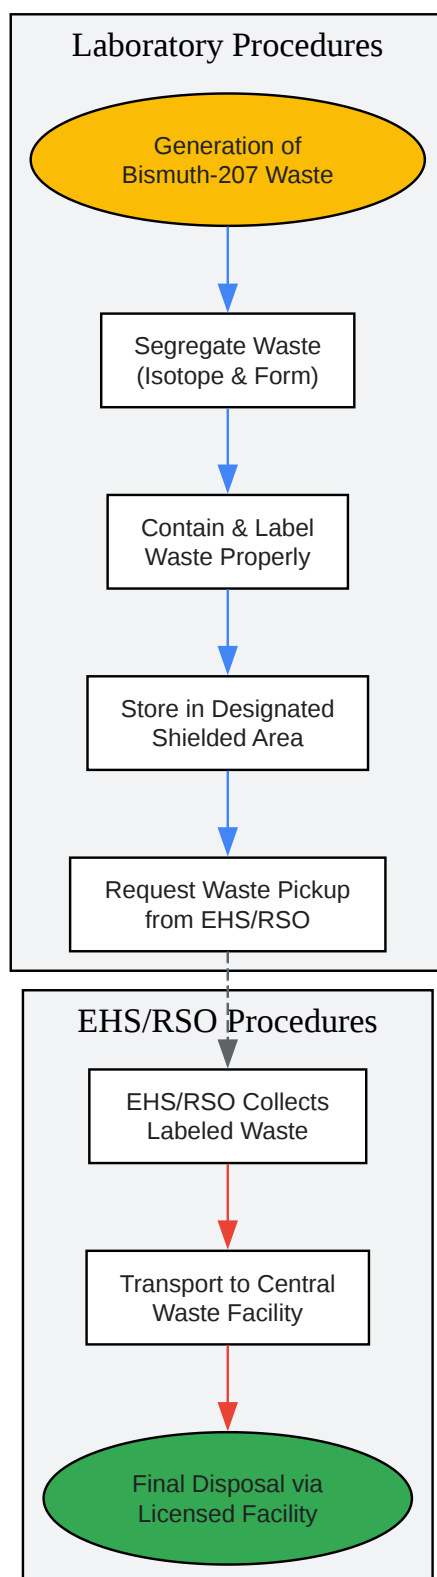 Laboratory Procedures
Generation of
Bismuth-207 Waste
Segregate Waste
(Isotope & Form)
Contain & Label
Waste Properly
Store in Designated
Shielded Area
Request Waste Pickup
from EHS/RSO
EHS/RSO Procedures
EHS/RSO Collects
Labeled Waste
Transport to Central
Waste Facility
Final Disposal via
Licensed Facility